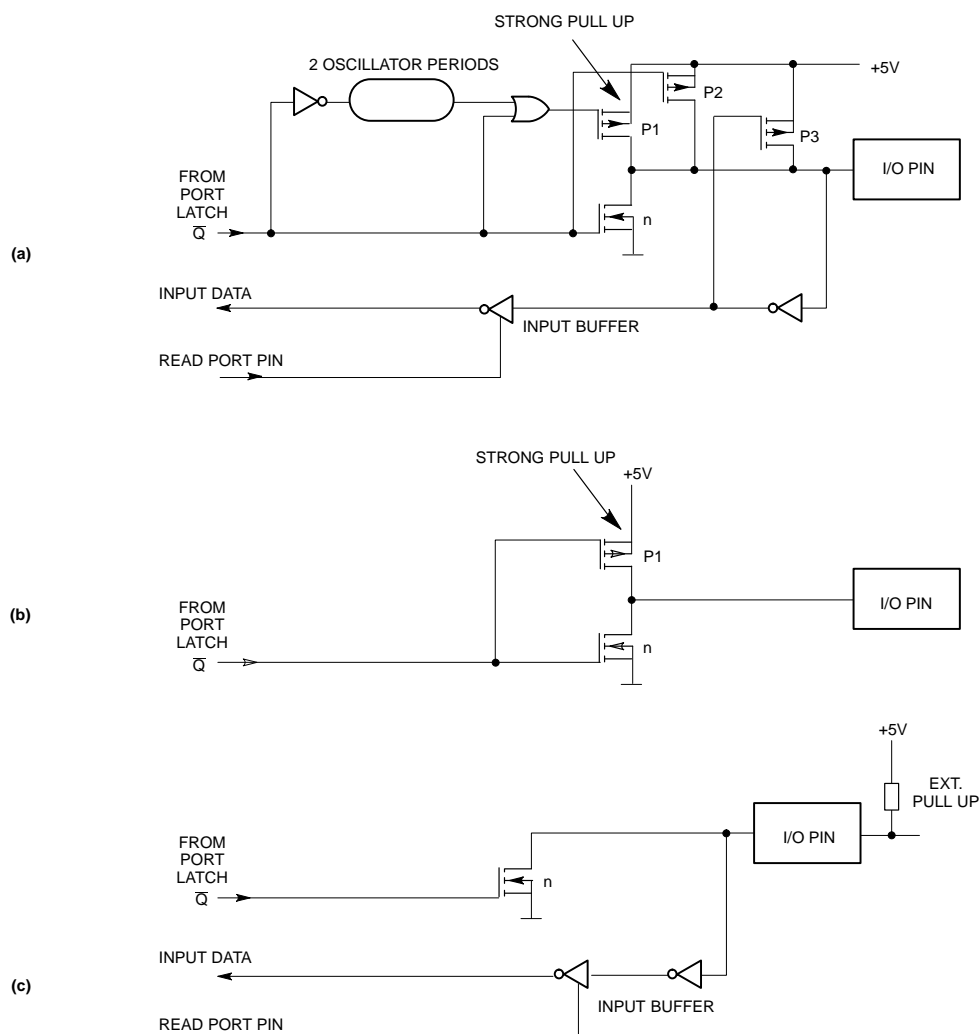 STRONG PULL UP
2 OSCILLATOR PERIODS
+5V
P2
P1
P3
I/O PIN
FROM
PORT
LATCH
Q̅
n
(a)
INPUT DATA
INPUT BUFFER
READ PORT PIN
STRONG PULL UP
+5V
P1
I/O PIN
FROM
PORT
LATCH
Q̅
n
(b)
+5V
EXT.
PULL UP
I/O PIN
FROM
PORT
LATCH
Q̅
n
INPUT DATA
(c)
INPUT BUFFER
READ PORT PIN